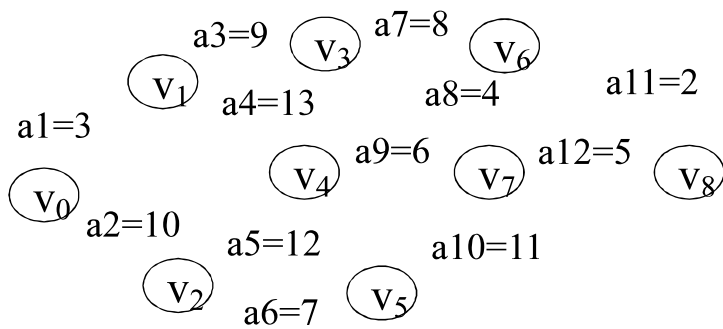 a3=9 v₃ a7=8 v₆
v₁ a4=13 a8=4 a11=2
a1=3
v₀ v₄ a9=6 v₇ a12=5 v₈
a2=10 a5=12 a10=11
v₂ a6=7 v₅